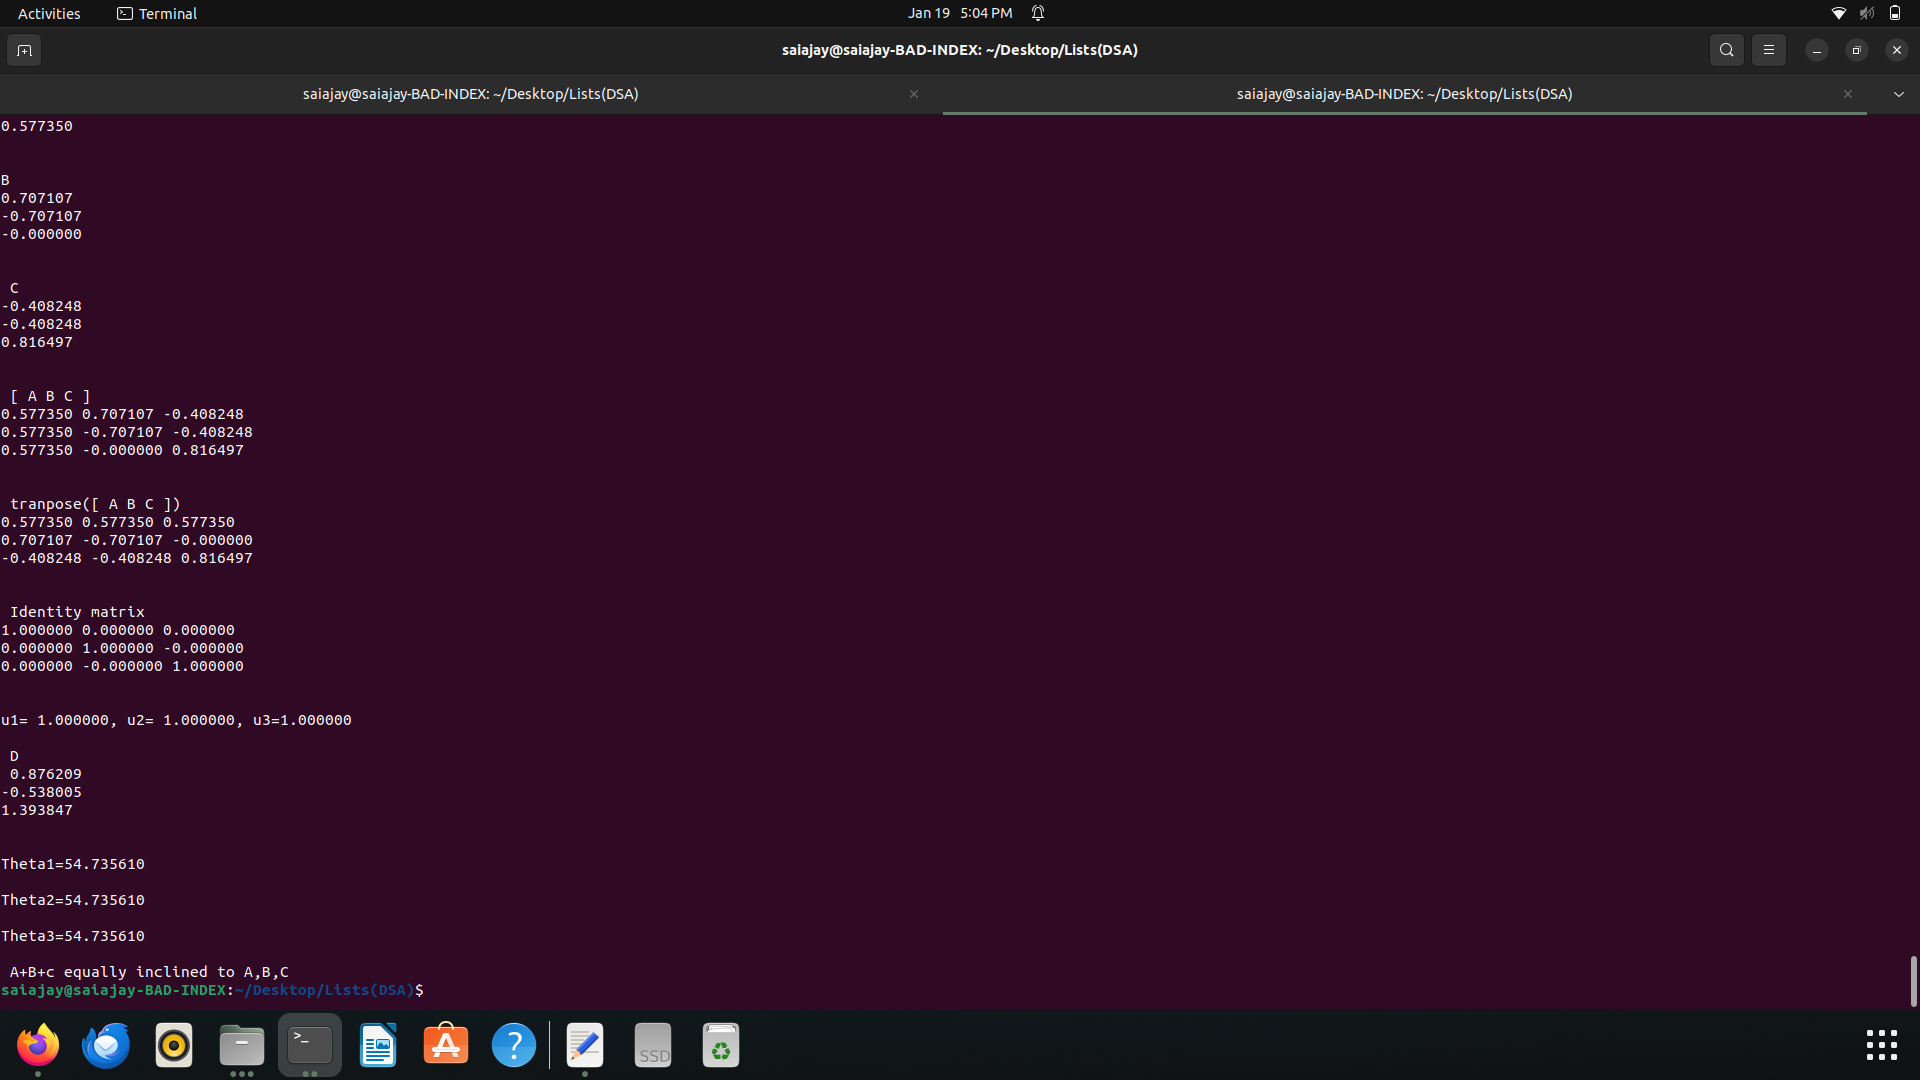 Activities
Terminal
Jan 19 5:04 PM
saiajay@saiajay-BAD-INDEX: ~/Desktop/Lists(DSA)
saiajay@saiajay-BAD-INDEX: ~/Desktop/Lists(DSA)
saiajay@saiajay-BAD-INDEX: ~/Desktop/Lists(DSA)
0.577350
B
0.707107
-0.707107
-0.000000
C
-0.408248
-0.408248
0.816497
[ A B C ]
0.577350 0.707107 -0.408248
0.577350 -0.707107 -0.408248
0.577350 -0.000000 0.816497
tranpose([ A B C ])
0.577350 0.577350 0.577350
0.707107 -0.707107 -0.000000
-0.408248 -0.408248 0.816497
Identity matrix
1.000000 0.000000 0.000000
0.000000 1.000000 -0.000000
0.000000 -0.000000 1.000000
u1= 1.000000, u2= 1.000000, u3=1.000000
D
0.876209
-0.538005
1.393847
Theta1=54.735610
Theta2=54.735610
Theta3=54.735610
A+B+c equally inclined to A,B,C
saiajay@saiajay-BAD-INDEX:~/Desktop/Lists(DSA)$
>_
?
SSD